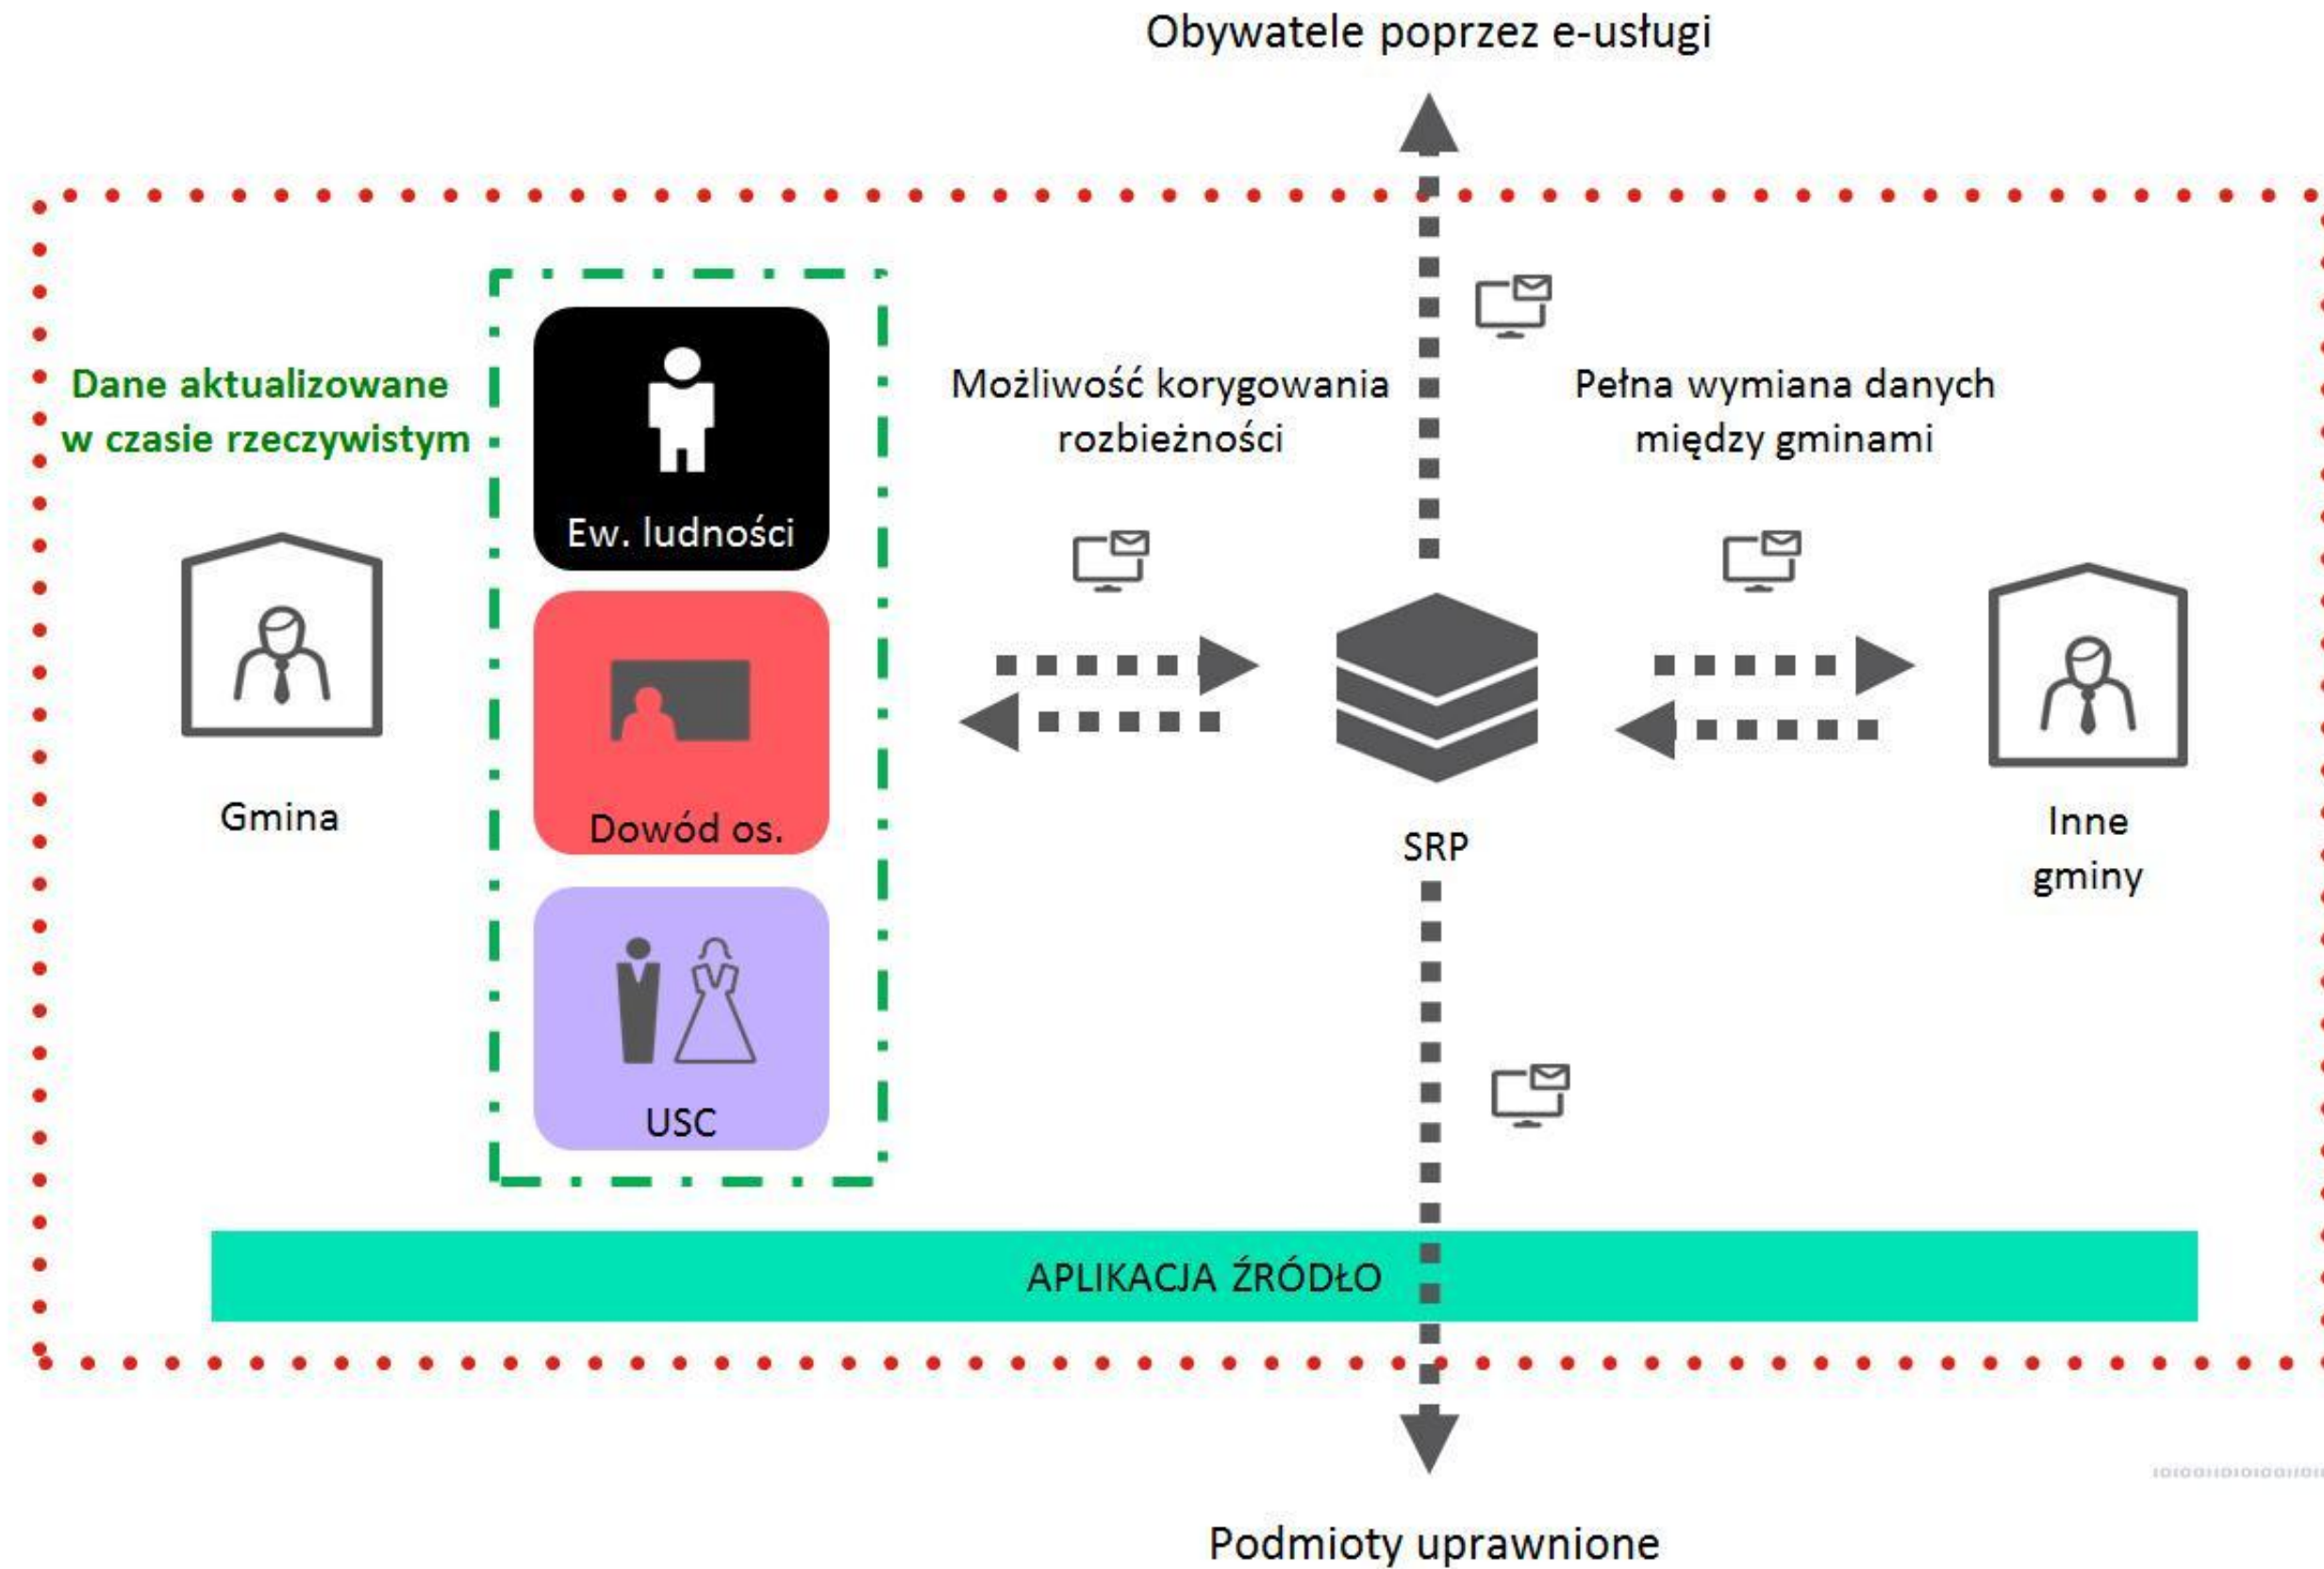 Obywatele poprzez e-usługi
Dane aktualizowane
w czasie rzeczywistym
Ew. ludności
Możliwość korygowania
rozbieżności
Pełna wymiana danych
między gminami
Gmina
Dowód os.
SRP
Inne
gminy
USC
APLIKACJA ŹRÓDŁO
Podmioty uprawnione